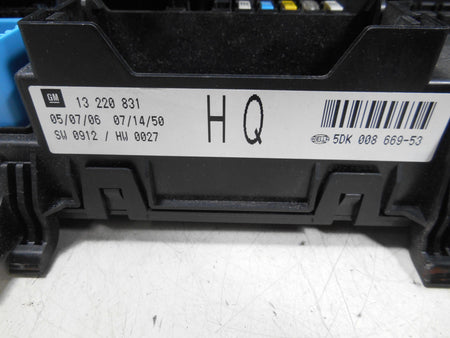 GM 13 220 831
05/07/06 07/14/50
SW 0912 / HW 0027
HQ
5DK 008 669-53